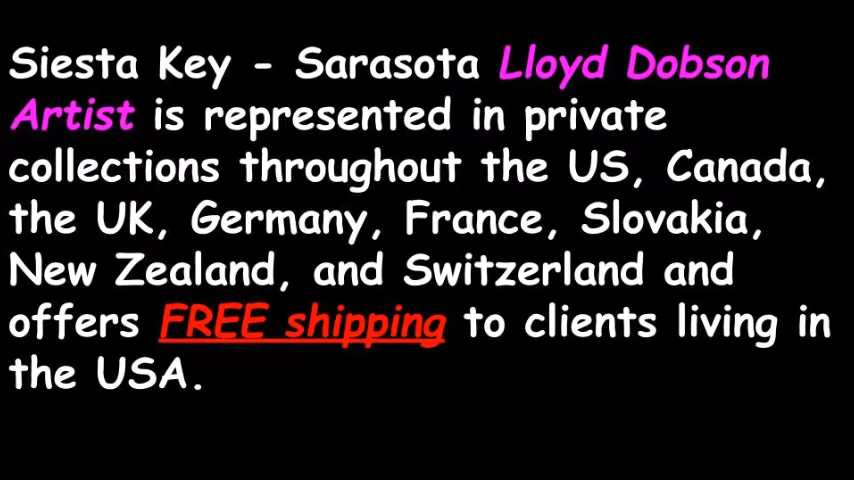 Siesta Key - Sarasota Lloyd Dobson
Artist is represented in private
collections throughout the US, Canada,
the UK, Germany, France, Slovakia,
New Zealand, and Switzerland and
offers FREE shipping to clients living in
the USA.